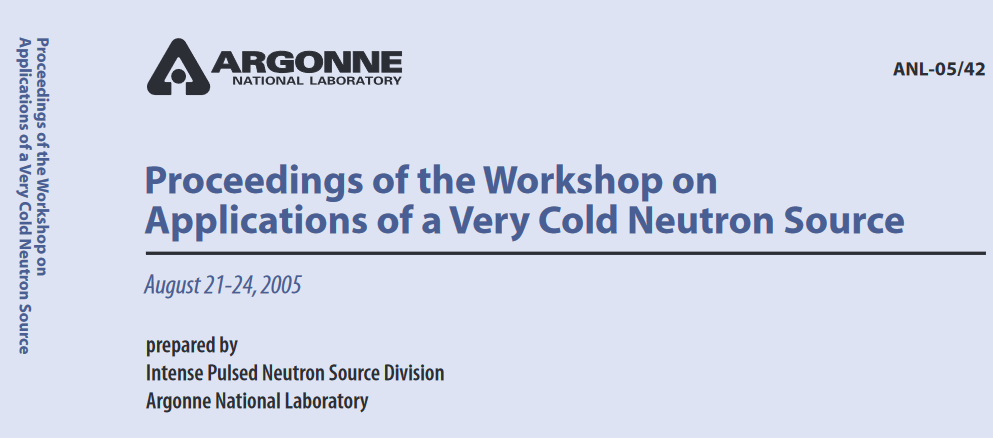 Proceedings of the Workshop on
Applications of a Very Cold Neutron Source
ARGONNE
NATIONAL LABORATORY
ANL-05/42
Proceedings of the Workshop on
Applications of a Very Cold Neutron Source
August 21-24, 2005
prepared by
Intense Pulsed Neutron Source Division
Argonne National Laboratory